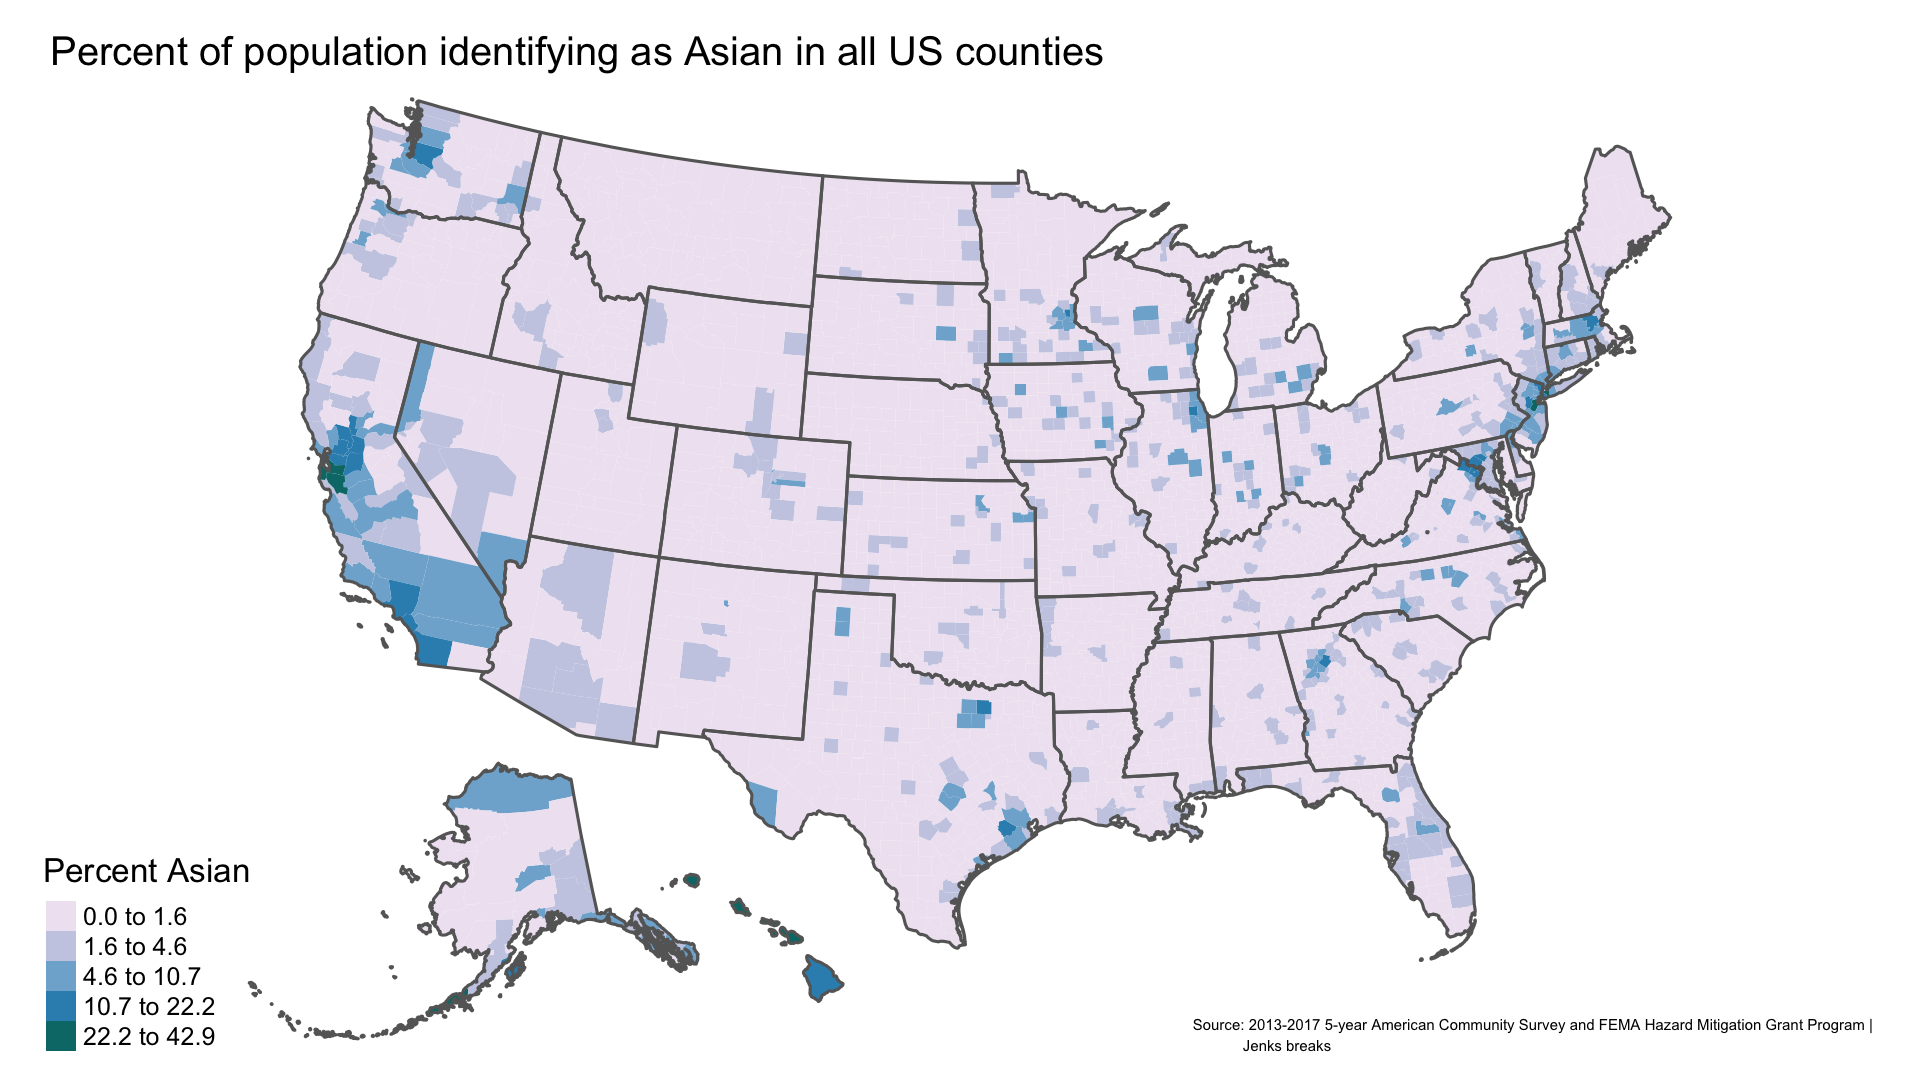 Percent of population identifying as Asian in all US counties
Percent Asian
0.0 to 1.6
1.6 to 4.6
4.6 to 10.7
10.7 to 22.2
22.2 to 42.9
Source: 2013-2017 5-year American Community Survey and FEMA Hazard Mitigation Grant Program |
Jenks breaks